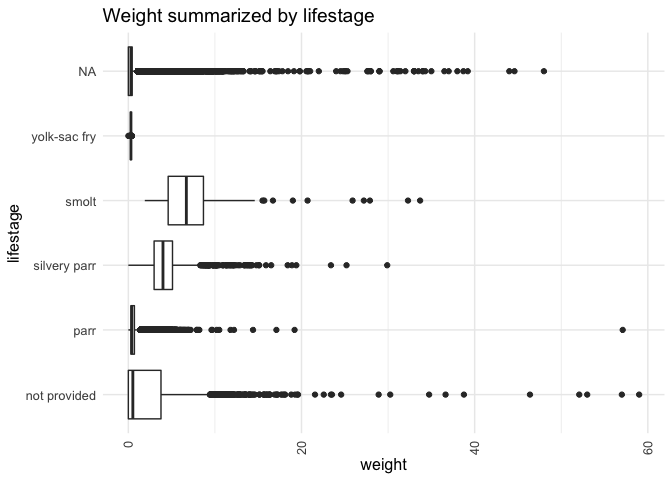 Weight summarized by lifestage
NA
yolk-sac fry
smolt
silvery parr
parr
not provided
lifestage
0
20
40
60
weight